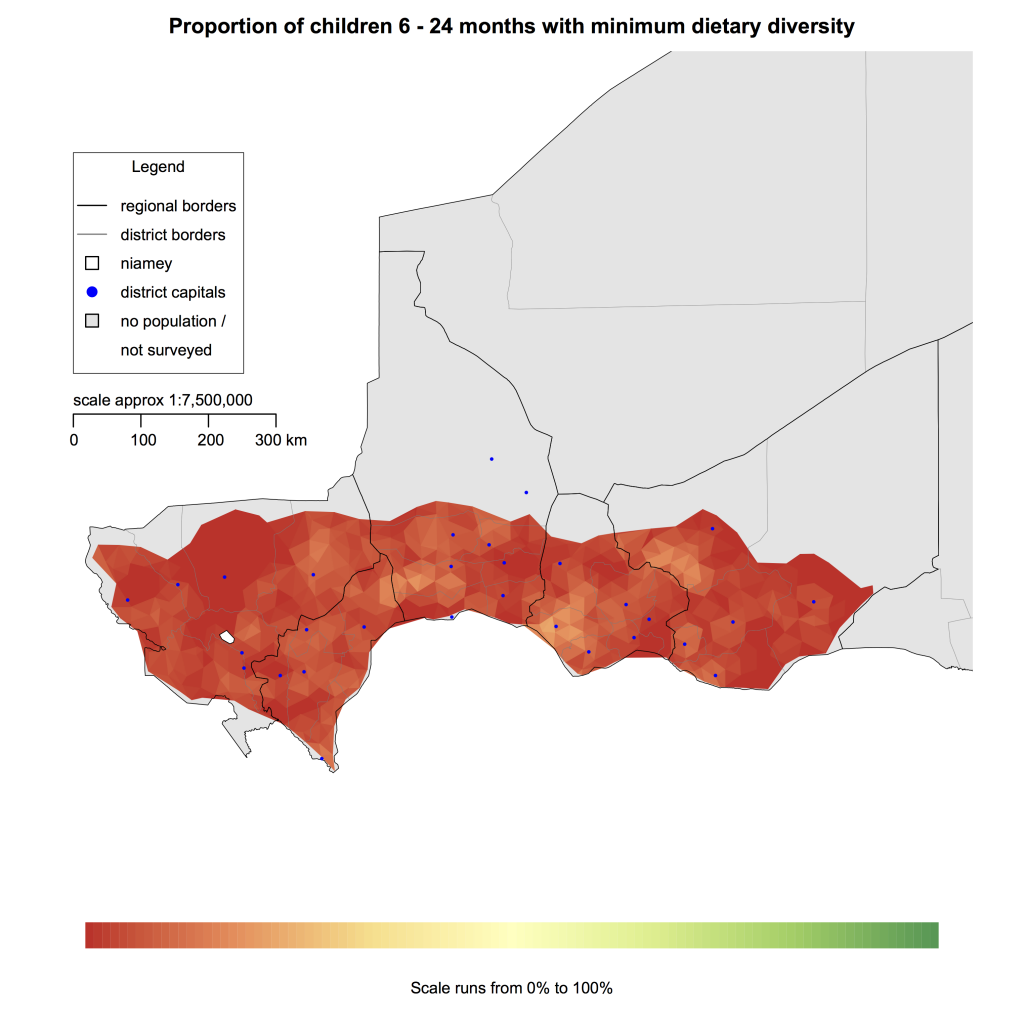 Proportion of children 6 - 24 months with minimum dietary diversity
Legend
regional borders
district borders
niamey
district capitals
no population /
not surveyed
scale approx 1:7,500,000
0 100 200 300 km
Scale runs from 0% to 100%